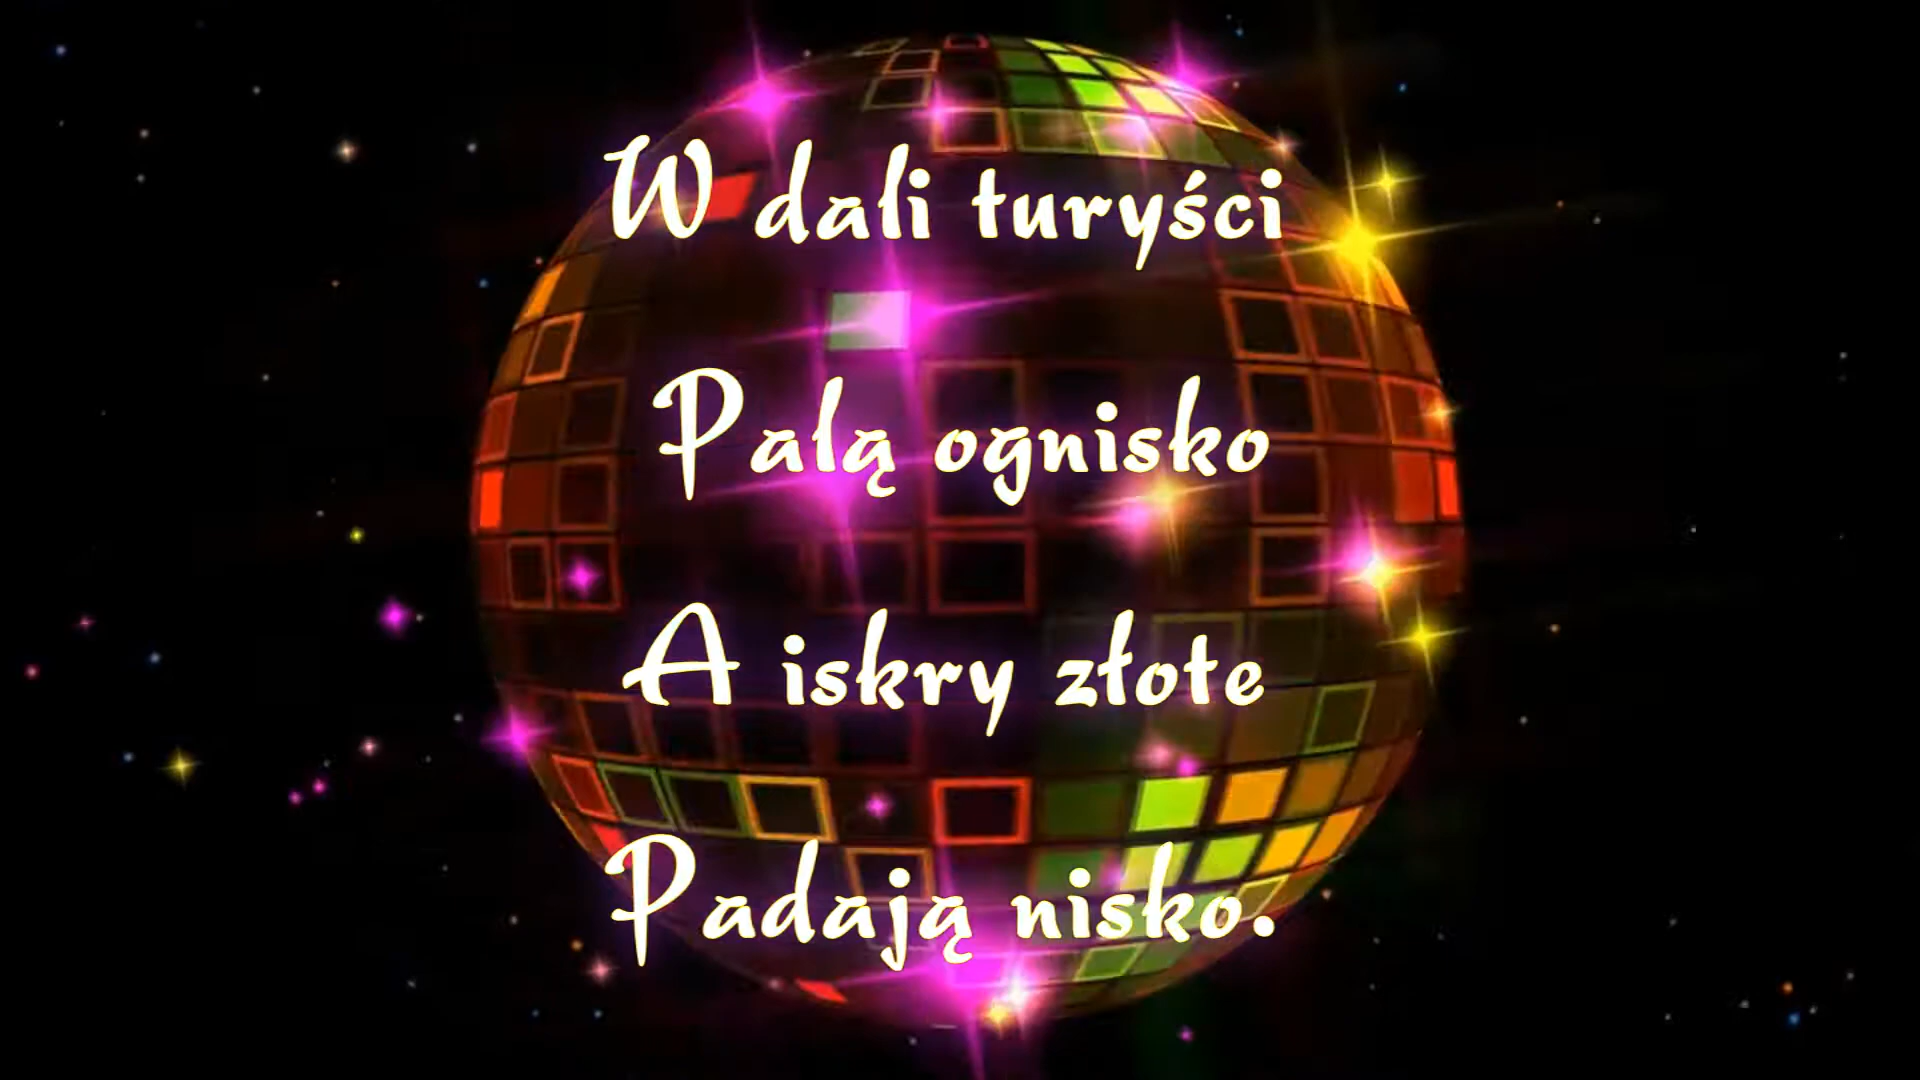 W dali turyści
Palą ognisko
A iskry złote
Padają nisko.